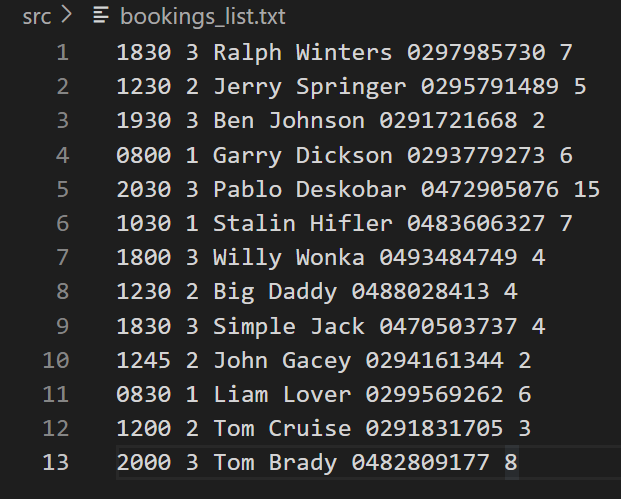 src > bookings_list.txt
1 1830 3 Ralph Winters 0297985730 7
2 1230 2 Jerry Springer 0295791489 5
3 1930 3 Ben Johnson 0291721668 2
4 0800 1 Garry Dickson 0293779273 6
5 2030 3 Pablo Deskobar 0472905076 15
6 1030 1 Stalin Hifler 0483606327 7
7 1800 3 Willy Wonka 0493484749 4
8 1230 2 Big Daddy 0488028413 4
9 1830 3 Simple Jack 0470503737 4
10 1245 2 John Gacey 0294161344 2
11 0830 1 Liam Lover 0299569262 6
12 1200 2 Tom Cruise 0291831705 3
13 2000 3 Tom Brady 0482809177 8